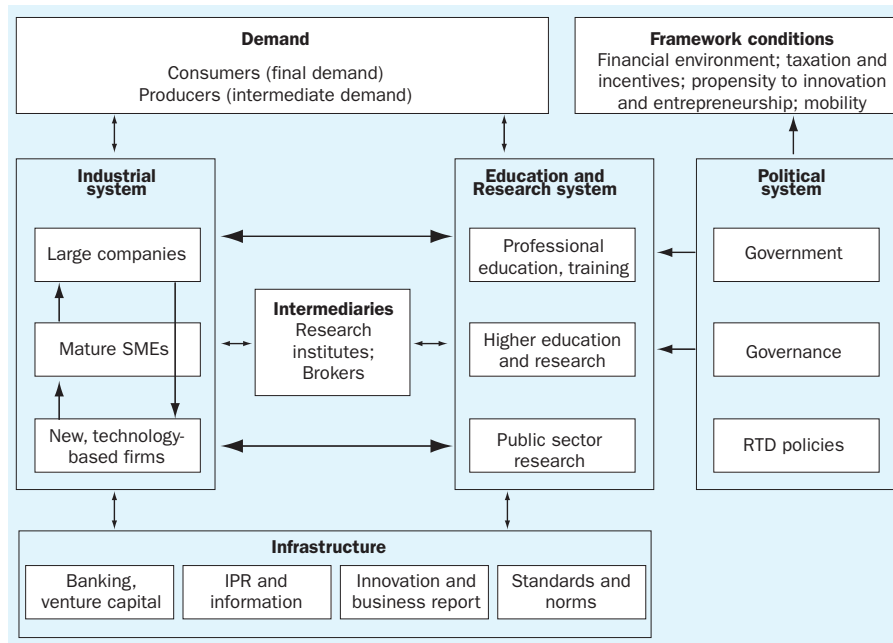 Demand
Consumers (final demand)
Producers (intermediate demand)
Framework conditions
Financial environment; taxation and
incentives; propensity to innovation
and entrepreneurship; mobility
Industrial
system
Large companies
Mature SMEs
New, technology-
based firms
Intermediaries
Research
institutes;
Brokers
Education and
Research system
Professional
education, training
Higher education
and research
Public sector
research
Political
system
Government
Governance
RTD policies
Infrastructure
Banking,
venture capital
IPR and
information
Innovation and
business report
Standards and
norms